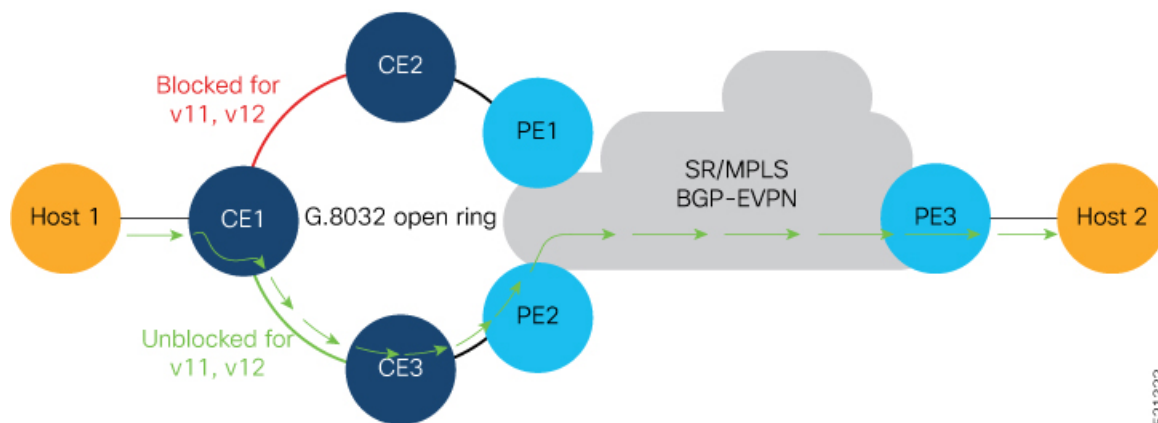 Blocked for
v11, v12
CE2
PE1
SR/MPLS
BGP-EVPN
Host 1
CE1
G.8032 open ring
PE3
Host 2
PE2
Unblocked for
v11, v12
CE3